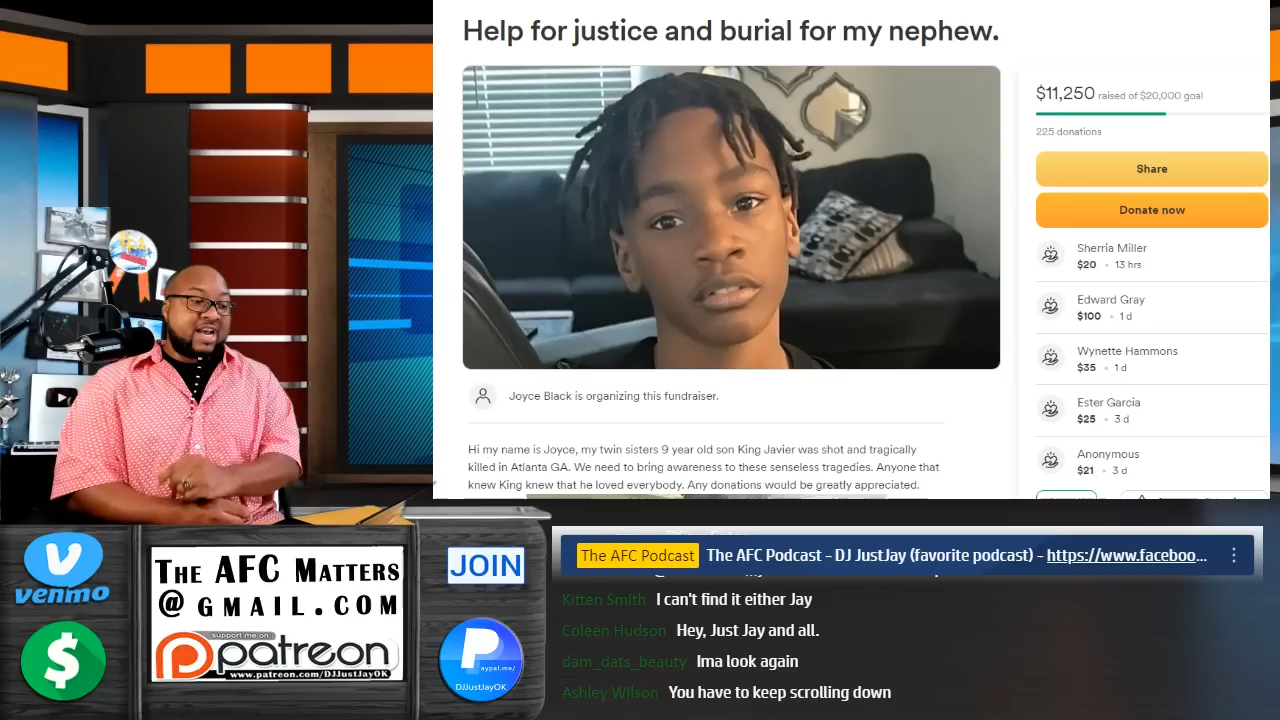 Help for justice and burial for my nephew.
$11,250 raised of $20,000 goal
225 donations
Share
Donate now
Sherria Miller
$20 • 13 hrs
Edward Gray
$100 • 1 d
Wynette Hammons
$35 • 1 d
Ester Garcia
$25 • 3 d
Anonymous
$21 • 3 d
Joyce Black is organizing this fundraiser.
Hi my name is Joyce, my twin sisters 9 year old son King Javier was shot and tragically
killed in Atlanta GA. We need to bring awareness to these senseless tragedies. Anyone that
knew King knew that he loved everybody. Any donations would be greatly appreciated.
SHURE
venmo
$
THE AFC MATTERS
@GMAIL.COM
support me on
patreon
www.patreon.com/DJJustJayOK
JOIN
P
aypal.me/
DJJustJayOK
The AFC Podcast The AFC Podcast - DJ JustJay (favorite podcast) - https://www.faceboo...
Kitten Smith I can't find it either Jay
Coleen Hudson Hey, Just Jay and all.
dam_dats_beauty Ima look again
Ashley Wilson You have to keep scrolling down